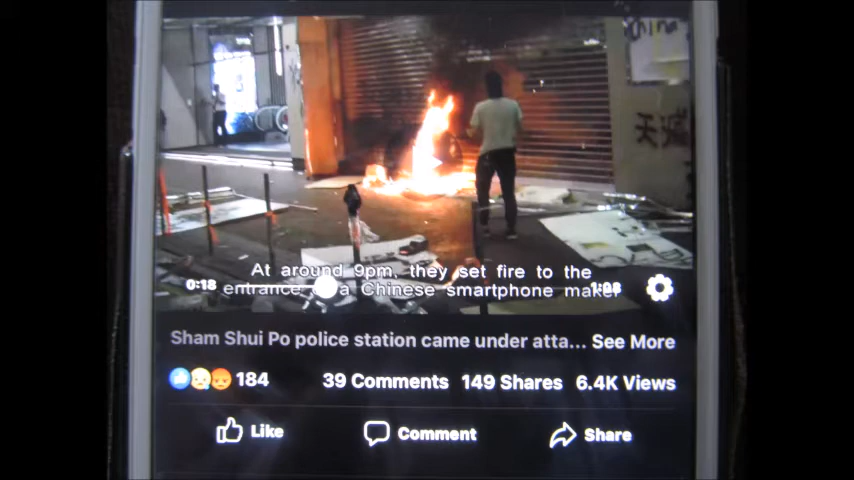 天滅
At around 9pm, they set fire to the
0:18
entrance of a Chinese smartphone maker
1:08
Sham Shui Po police station came under atta... See More
184
39 Comments 149 Shares 6.4K Views
Like
Comment
Share